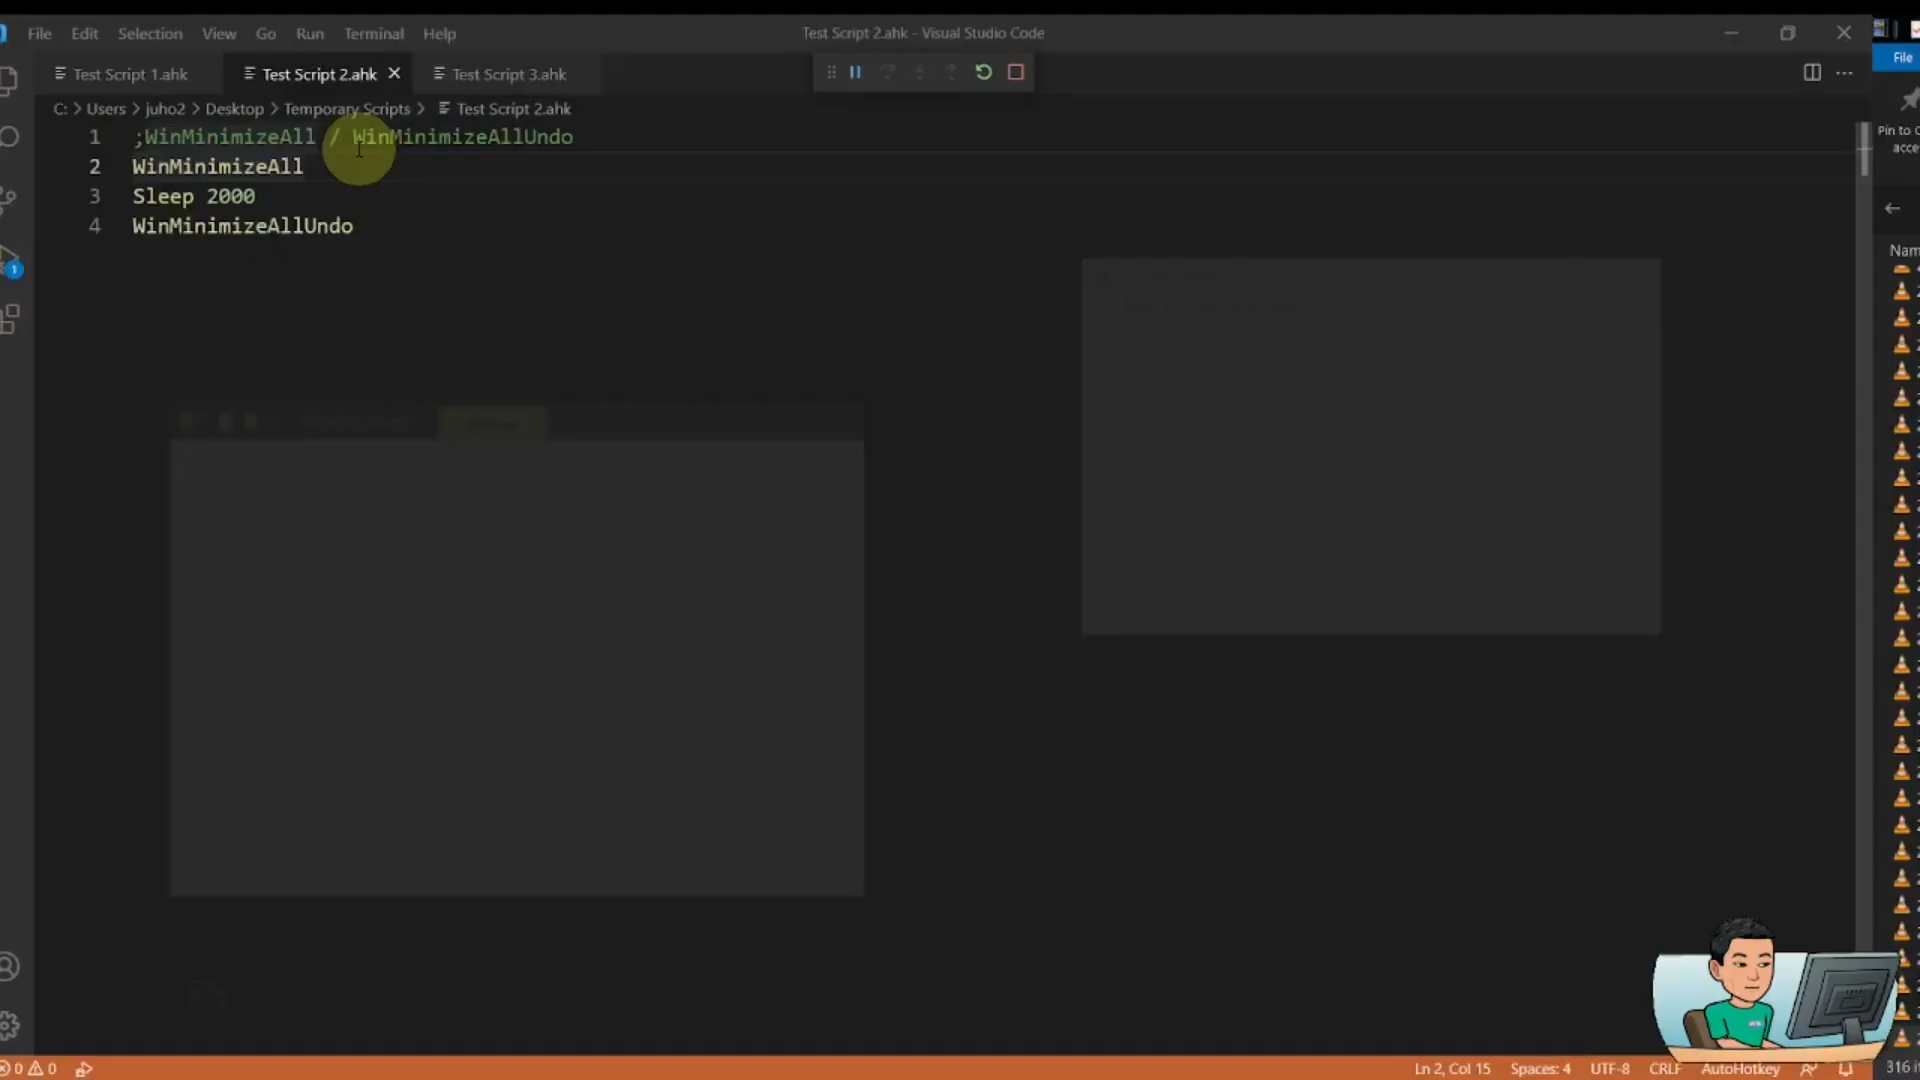 File Edit Selection View Go Run Terminal Help
Test Script 2.ahk - Visual Studio Code
File
Test Script 1.ahk
Test Script 2.ahk
Test Script 3.ahk
C: > Users > juho2 > Desktop > Temporary Scripts > Test Script 2.ahk
Pin to
acce
1 ;WinMinimizeAll / WinMinimizeAllUndo
2 WinMinimizeAll
3 Sleep 2000
4 WinMinimizeAllUndo
Nam
1
0 0
Ln 2, Col 15 Spaces: 4 UTF-8 CRLF AutoHotkey
316